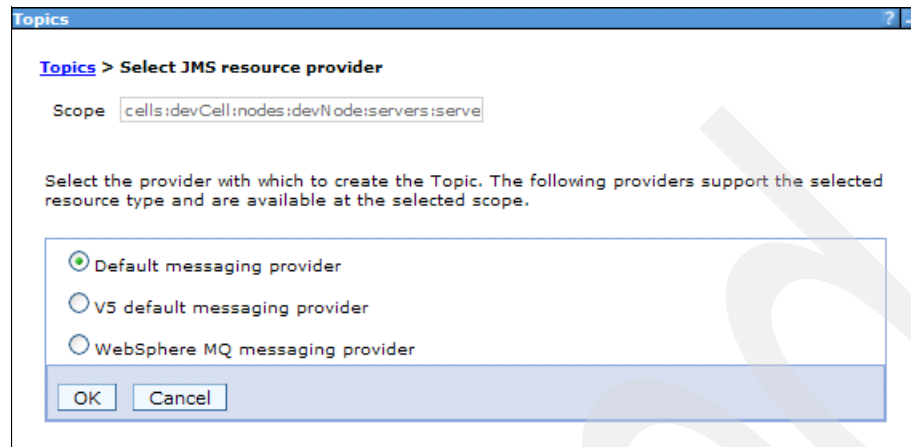 Topics ? -
Topics > Select JMS resource provider
Scope cells:devCell:nodes:devNode:servers:serve
Select the provider with which to create the Topic. The following providers support the selected
resource type and are available at the selected scope.
Default messaging provider
V5 default messaging provider
WebSphere MQ messaging provider
OK Cancel